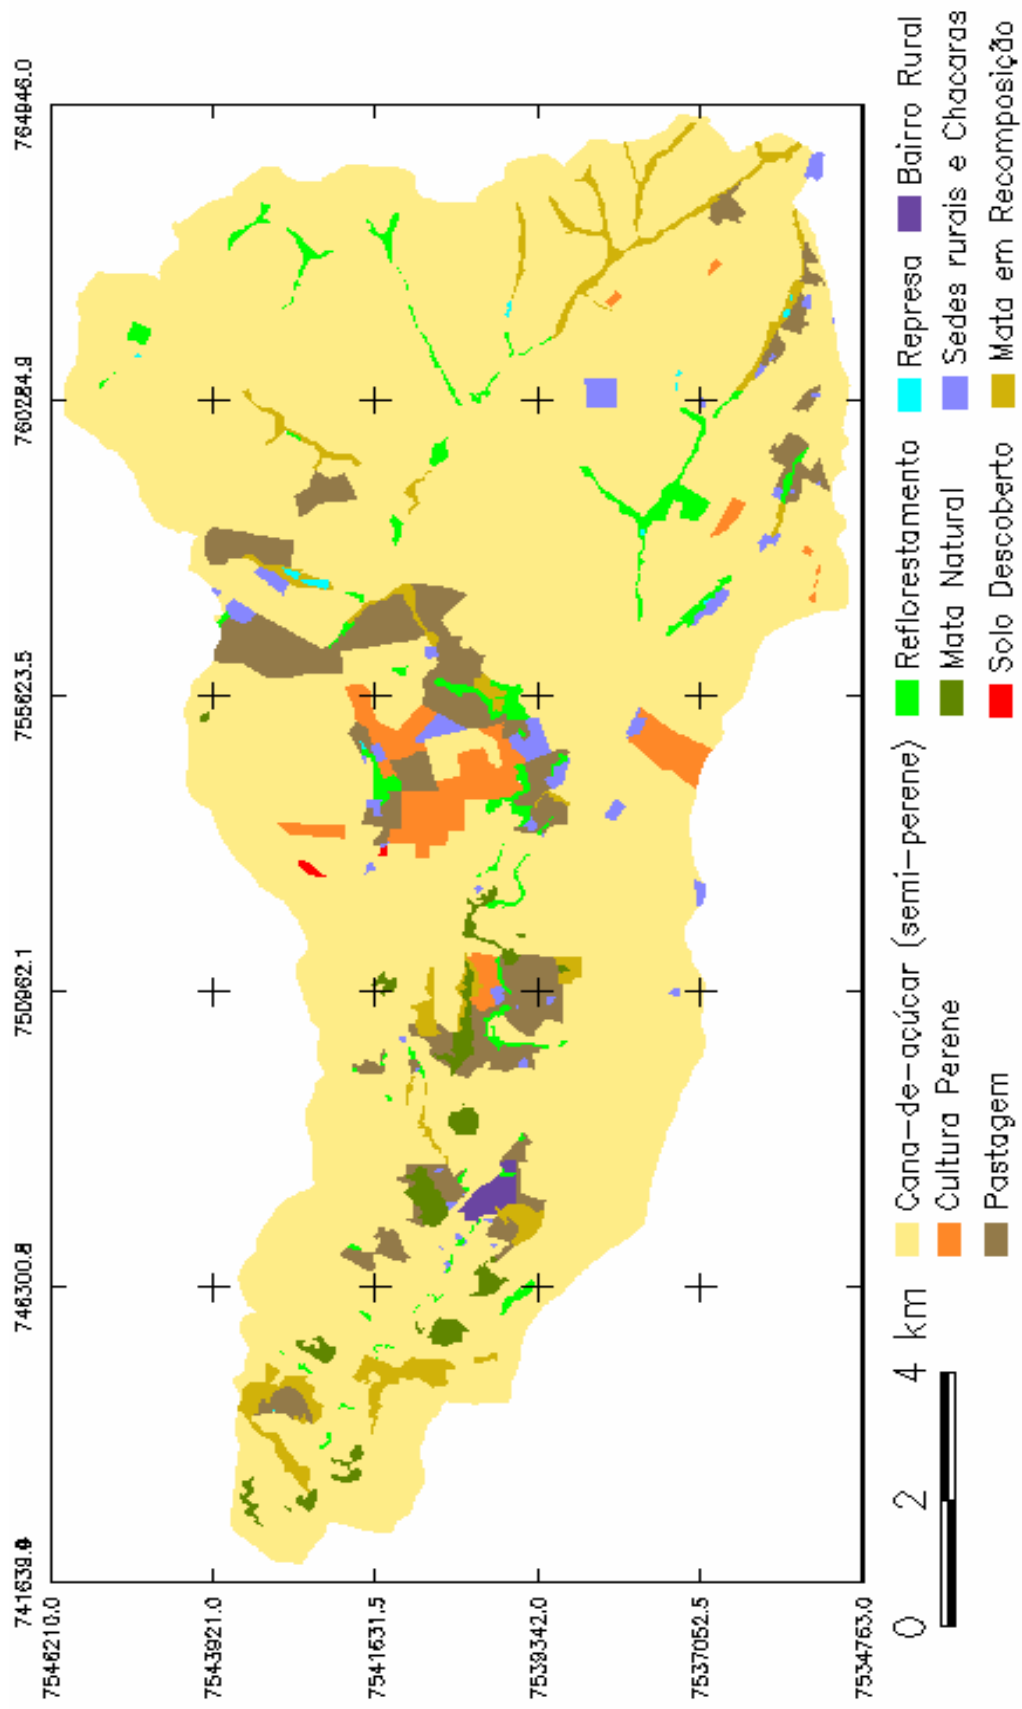 741639.0 746300.8 750962.1 755623.5 760284.9 764946.0
7546210.0
7543921.0
7541631.5
7539342.0
7537052.5
7534763.0
0 2 4 km Cana-de-açúcar (semi-perene) Reflorestamento Represa Bairro Rural
Cultura Perene Mata Natural Sedes rurais e Chacaras
Pastagem Solo Descoberto Mata em Recomposição